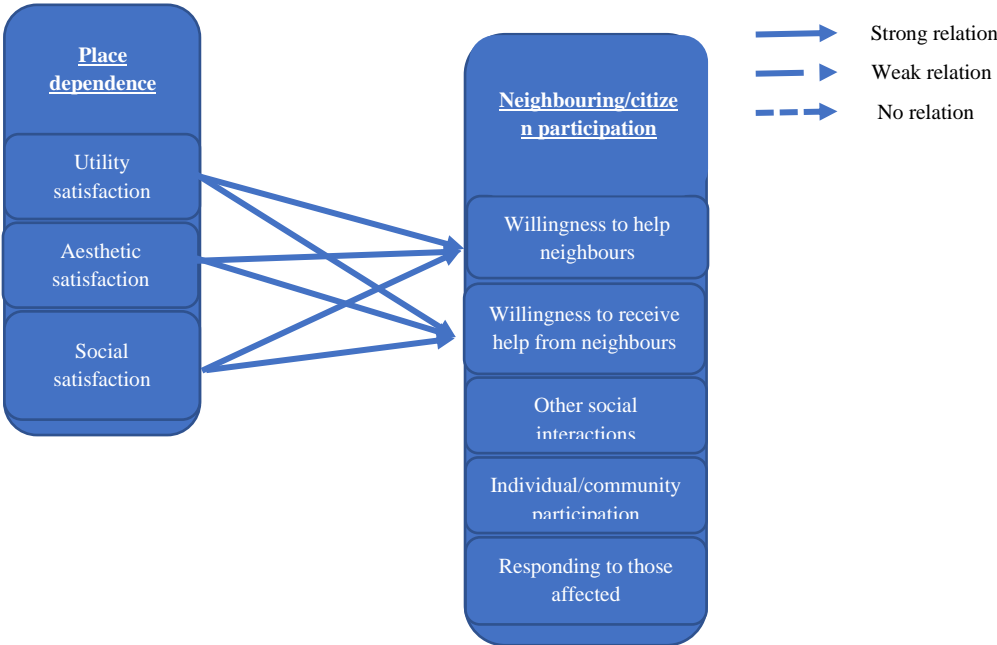 Place
dependence
Utility
satisfaction
Aesthetic
satisfaction
Social
satisfaction
Neighbouring/citize
n participation
Willingness to help
neighbours
Willingness to receive
help from neighbours
Other social
interactions
Individual/community
participation
Responding to those
affected
Strong relation
Weak relation
No relation